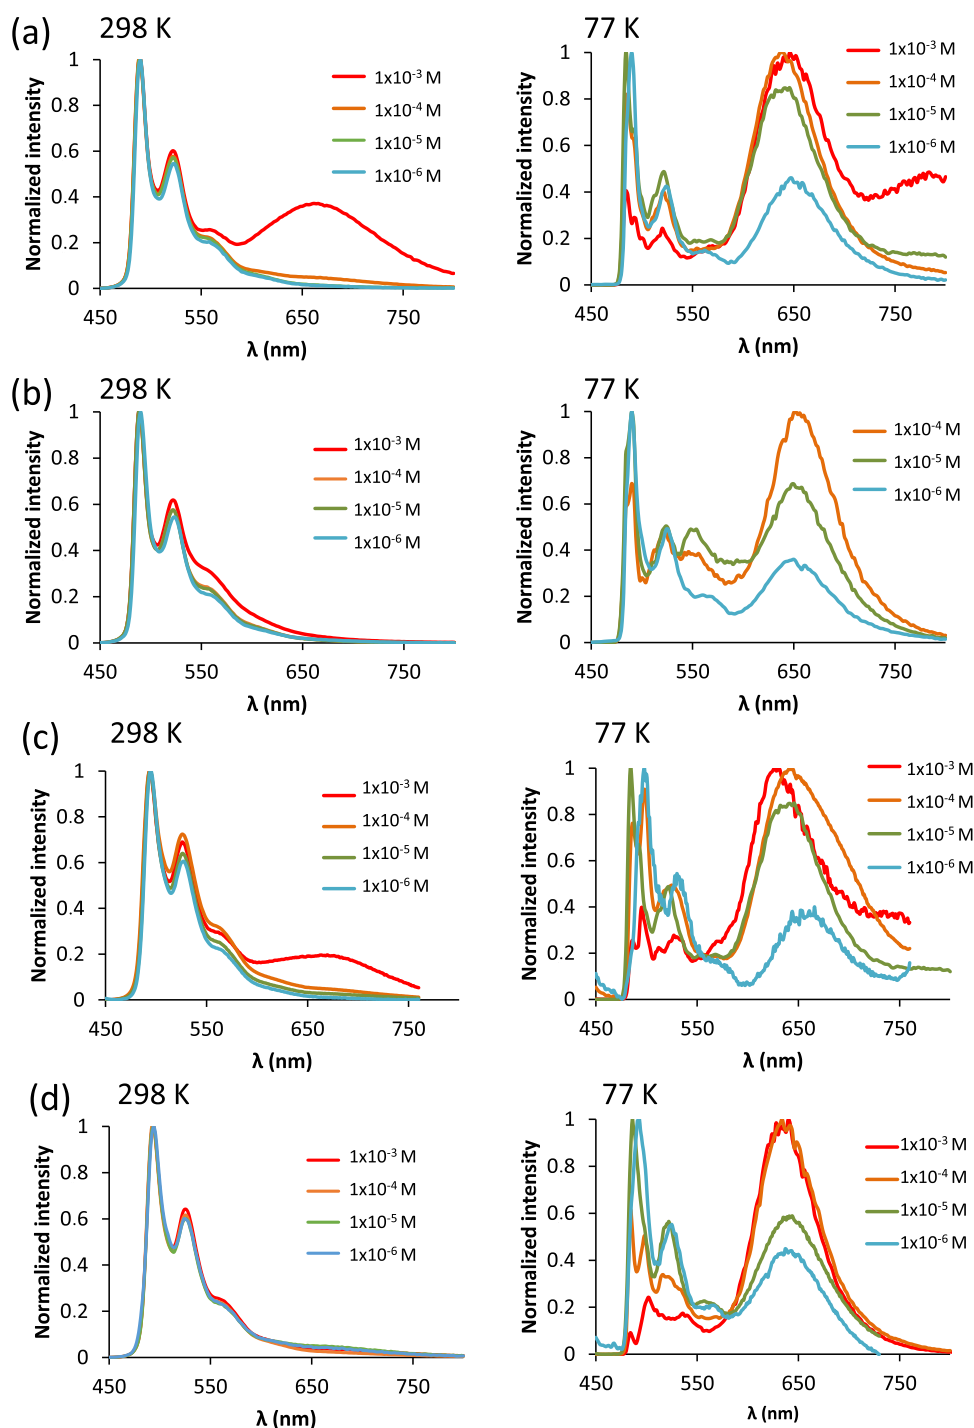 (a) 298 K 77 K
Normalized intensity
1
0.8
0.6
0.4
0.2
0
450 550 650 750
λ (nm)
1x10-3 M
1x10-4 M
1x10-5 M
1x10-6 M
Normalized intensity
1
0.8
0.6
0.4
0.2
0
450 550 650 750
λ (nm)
1x10-3 M
1x10-4 M
1x10-5 M
1x10-6 M
(b) 298 K 77 K
Normalized intensity
1
0.8
0.6
0.4
0.2
0
450 550 650 750
λ (nm)
1x10-3 M
1x10-4 M
1x10-5 M
1x10-6 M
Normalized intensity
1
0.8
0.6
0.4
0.2
0
450 550 650 750
λ (nm)
1x10-4 M
1x10-5 M
1x10-6 M
(c) 298 K 77 K
Normalized intensity
1
0.8
0.6
0.4
0.2
0
450 550 650 750
λ (nm)
1x10-3 M
1x10-4 M
1x10-5 M
1x10-6 M
Normalized intensity
1
0.8
0.6
0.4
0.2
0
450 550 650 750
λ (nm)
1x10-3 M
1x10-4 M
1x10-5 M
1x10-6 M
(d) 298 K 77 K
Normalized intensity
1
0.8
0.6
0.4
0.2
0
450 550 650 750
λ (nm)
1x10-3 M
1x10-4 M
1x10-5 M
1x10-6 M
Normalized intensity
1
0.8
0.6
0.4
0.2
0
450 550 650 750
λ (nm)
1x10-3 M
1x10-4 M
1x10-5 M
1x10-6 M